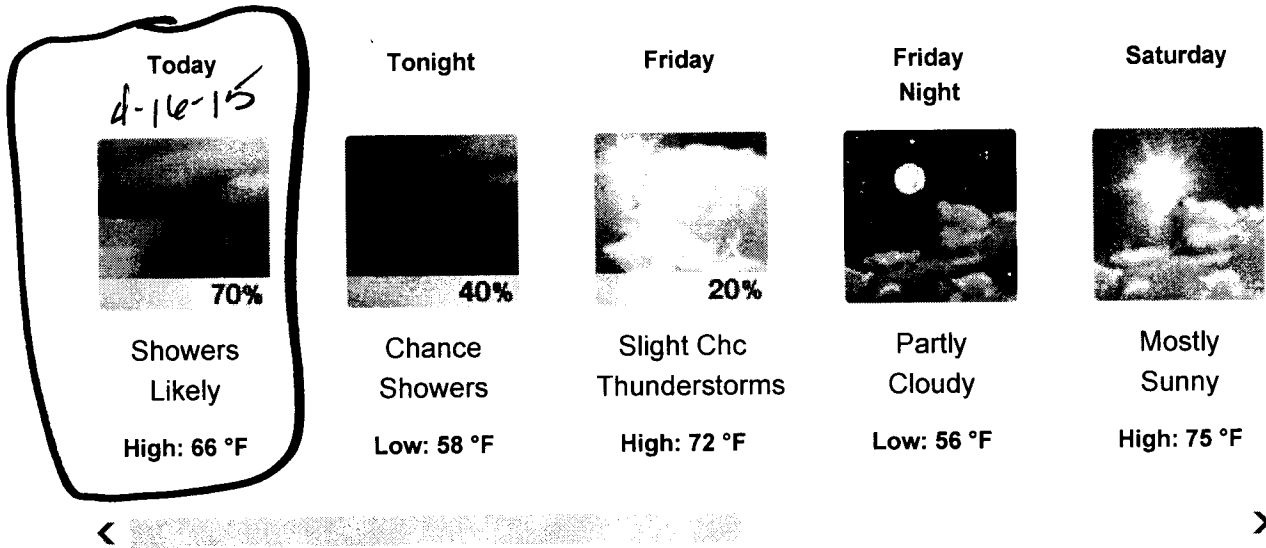 Today
4-16-15
70%
Showers
Likely
High: 66 °F
Tonight
40%
Chance
Showers
Low: 58 °F
Friday
20%
Slight Chc
Thunderstorms
High: 72 °F
Friday
Night
Partly
Cloudy
Low: 56 °F
Saturday
Mostly
Sunny
High: 75 °F